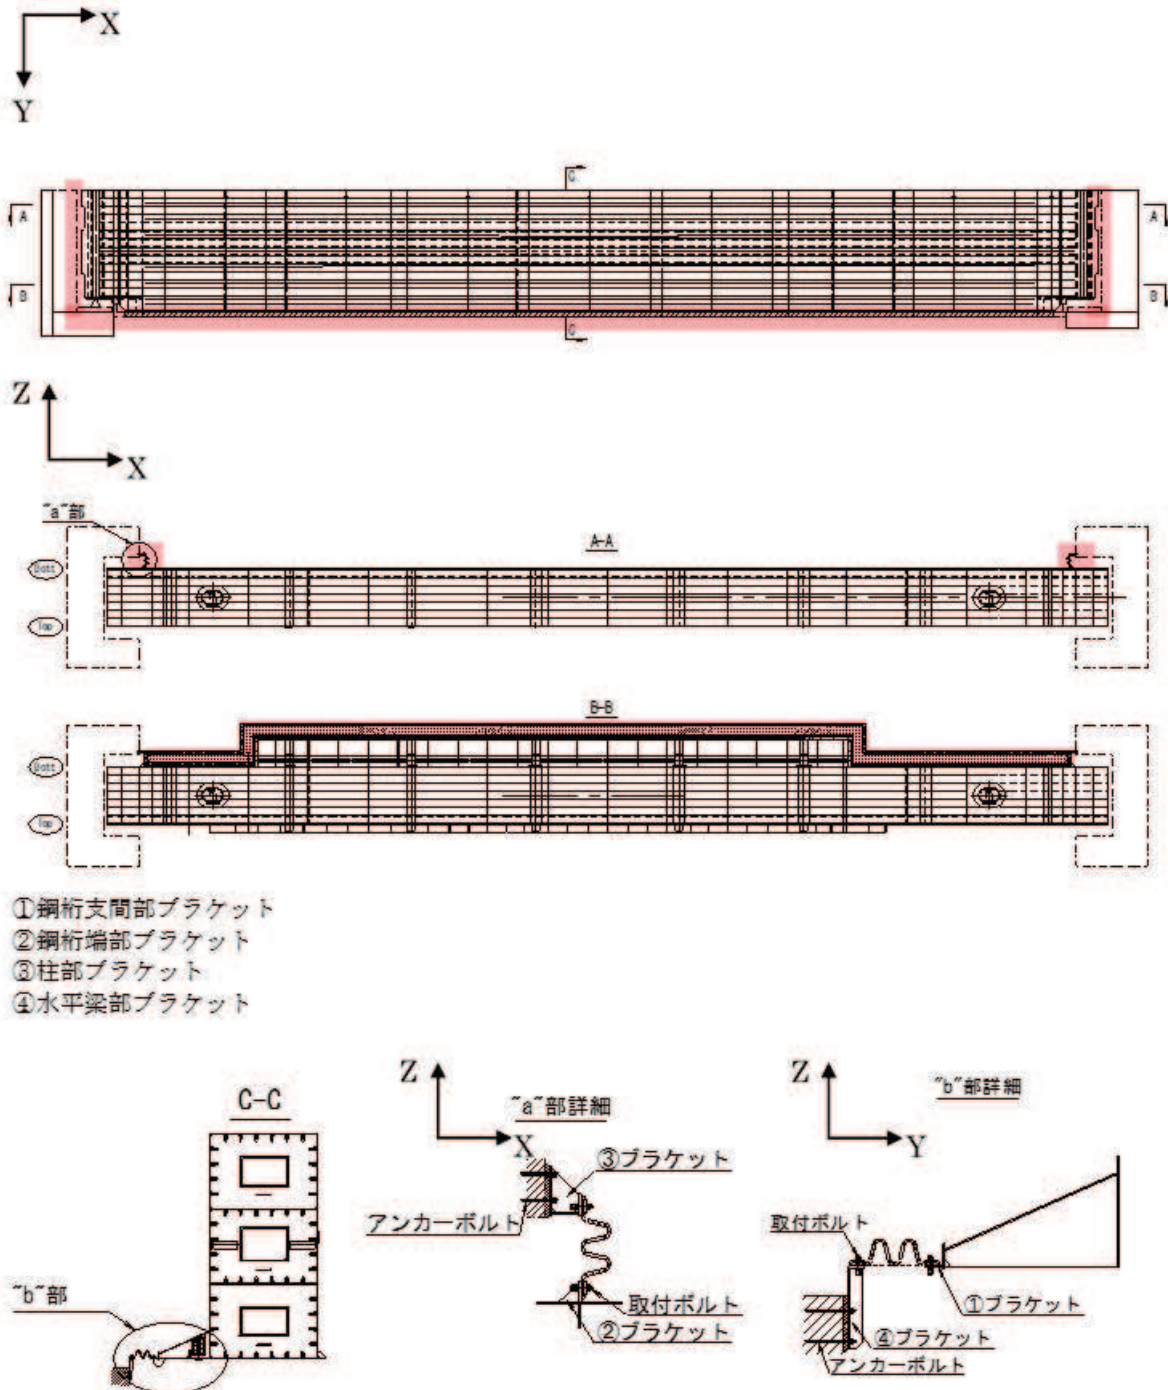 X
Y
C
A
A
B
B
C
Z
X
"a"部
A-A
Bott
Top
B-B
Bott
Top
①鋼桁支間部ブラケット
②鋼桁端部ブラケット
③柱部ブラケット
④水平梁部ブラケット
C-C
"b"部
Z
X
"a"部詳細
③ブラケット
アンカーボルト
取付ボルト
②ブラケット
Z
Y
"b"部詳細
取付ボルト
①ブラケット
④ブラケット
アンカーボルト